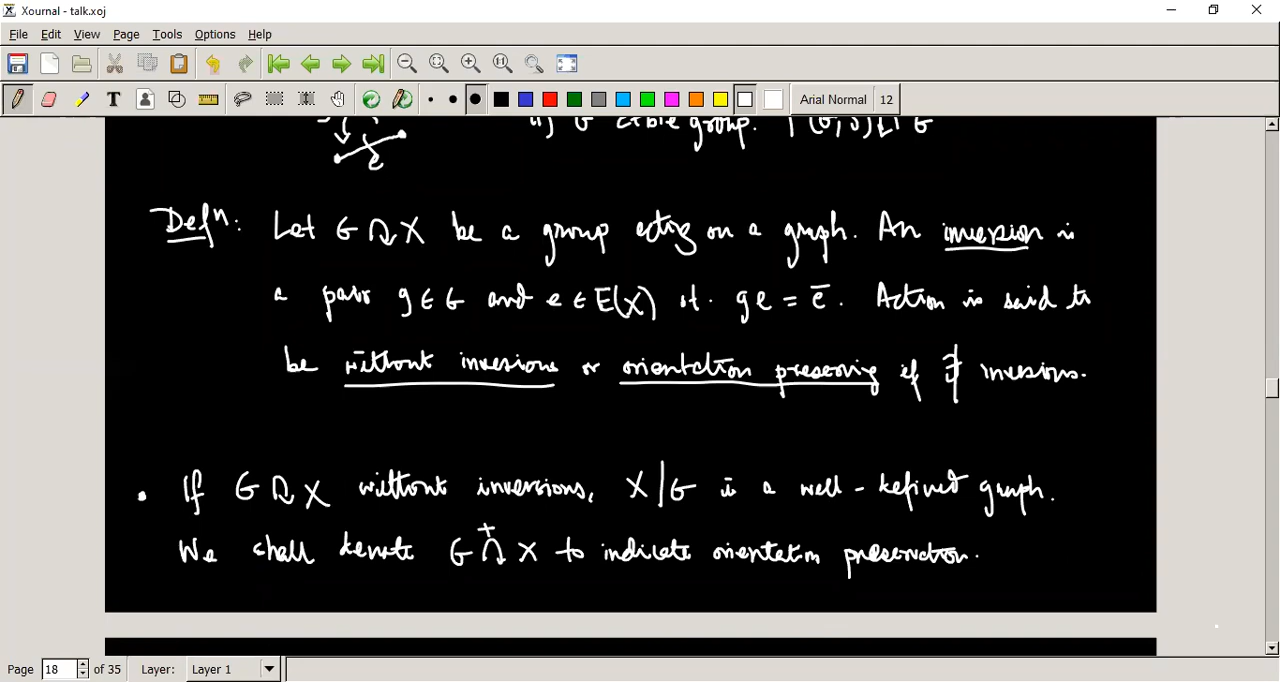 Xournal - talk.xoj
File Edit View Page Tools Options Help
Arial Normal 12
e ii) G ctble group. Γ(G,S) G
Defn: Let G ↷ X be a group acting on a graph. An inversion is
a pair g ∈ G and e ∈ E(X) st. ge = ē. Action is said to
be without inversions or orientation preserving if ∄ inversions.
• If G ↷ X without inversions, X/G is a well-defined graph.
We shall denote G ↷⁺ X to indicate orientation preservation.
Page 18 of 35 Layer: Layer 1